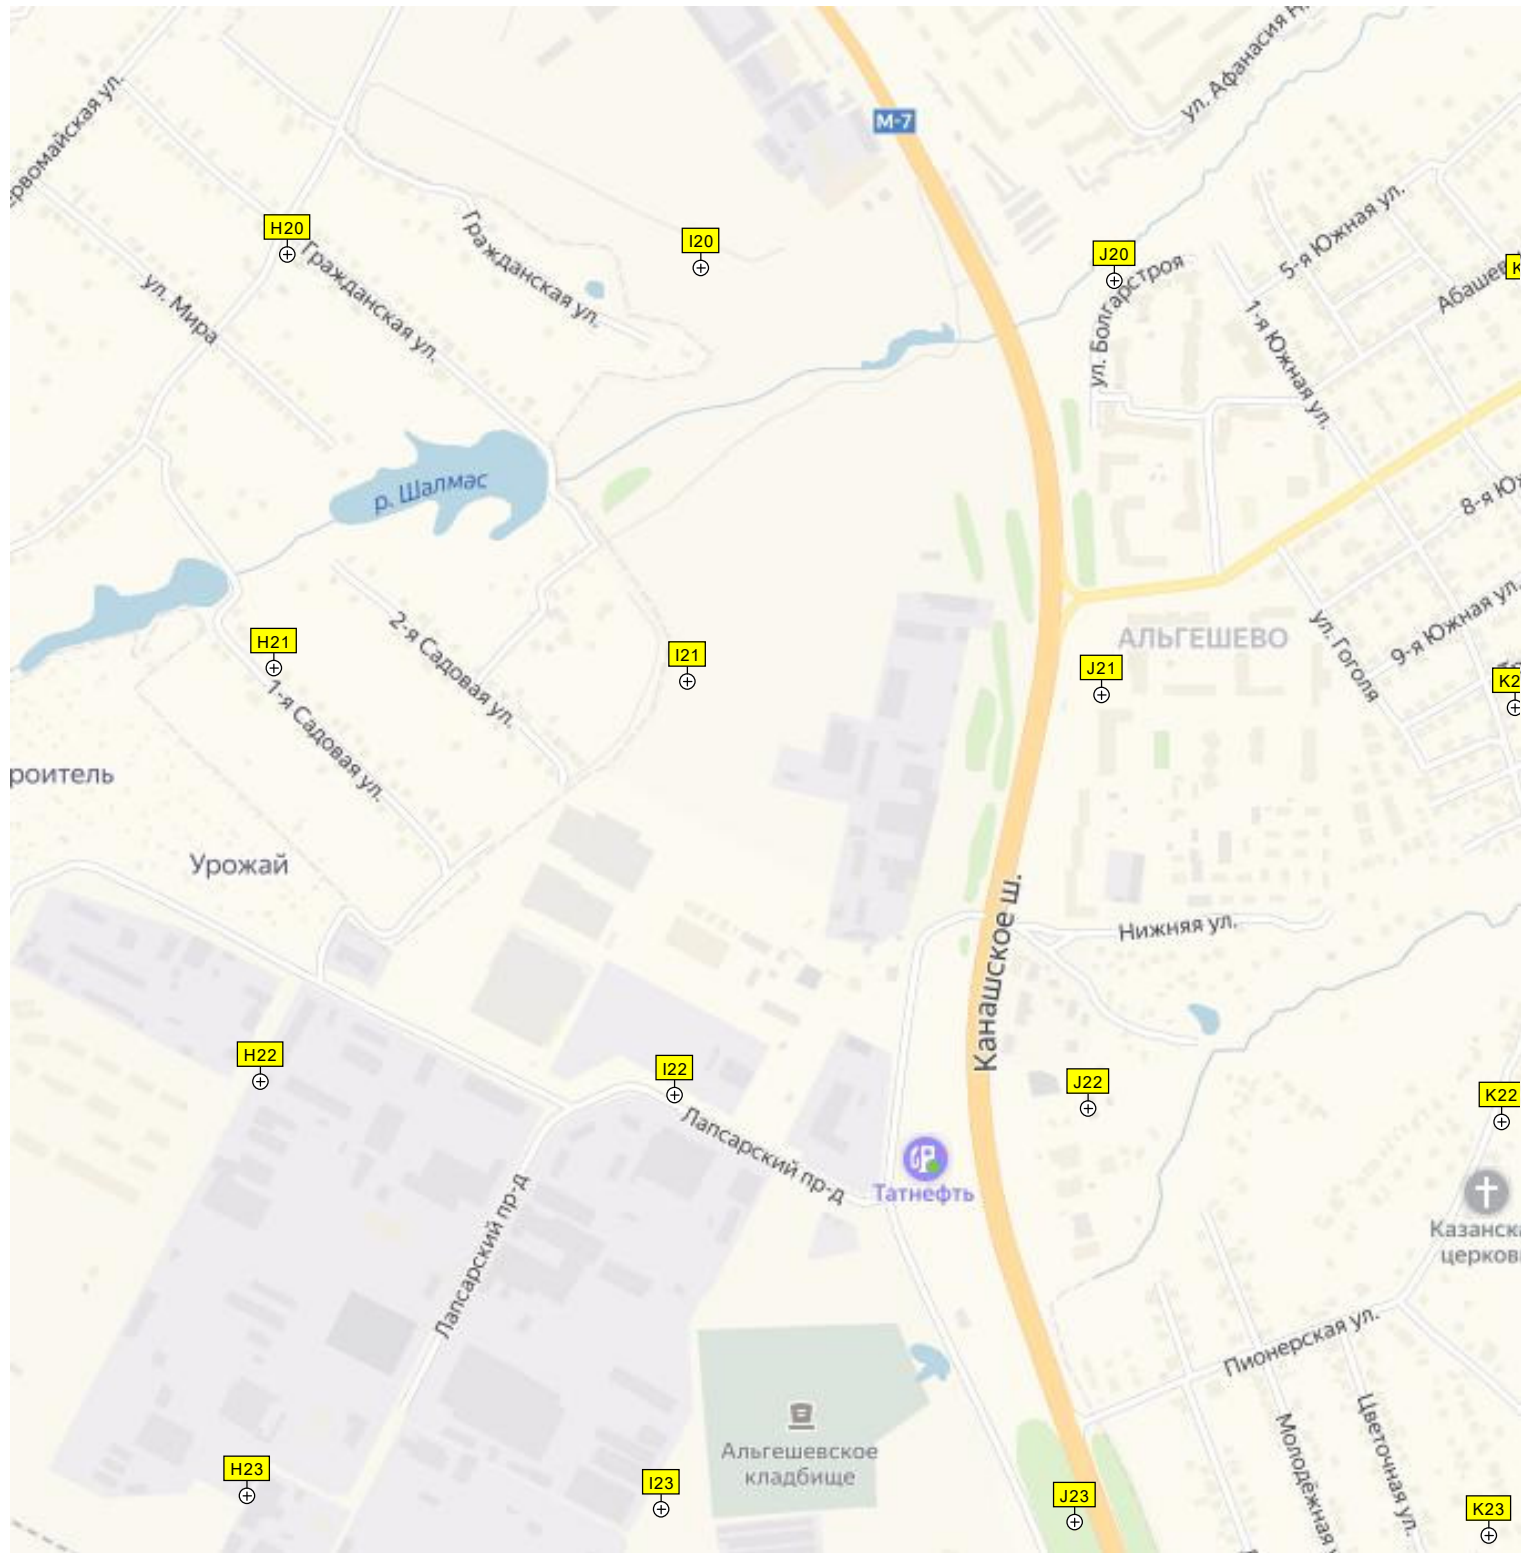 ул. Афанасия Н
рвомайская ул.
М-7
5-я Южная ул.
H20
I20
J20
K
Гражданская ул.
Гражданская ул.
ул. Болгарстроя
Абашев
ул. Мира
1-я Южная ул.
р. Шалмас
8-я Юж
9-я Южная ул.
2-я Садовая ул.
АЛЬГЕШЕВО
ул. Гоголя
H21
I21
J21
K2
1-я Садовая ул.
роитель
Урожай
Канашское ш.
Нижняя ул.
H22
I22
J22
K22
Лапсарский пр-д
Татнефть
Лапсарский пр-д
Казанска
церков
Пионерская ул.
Альгешевское
кладбище
Молодёжная
Цветочная ул.
H23
I23
J23
K23